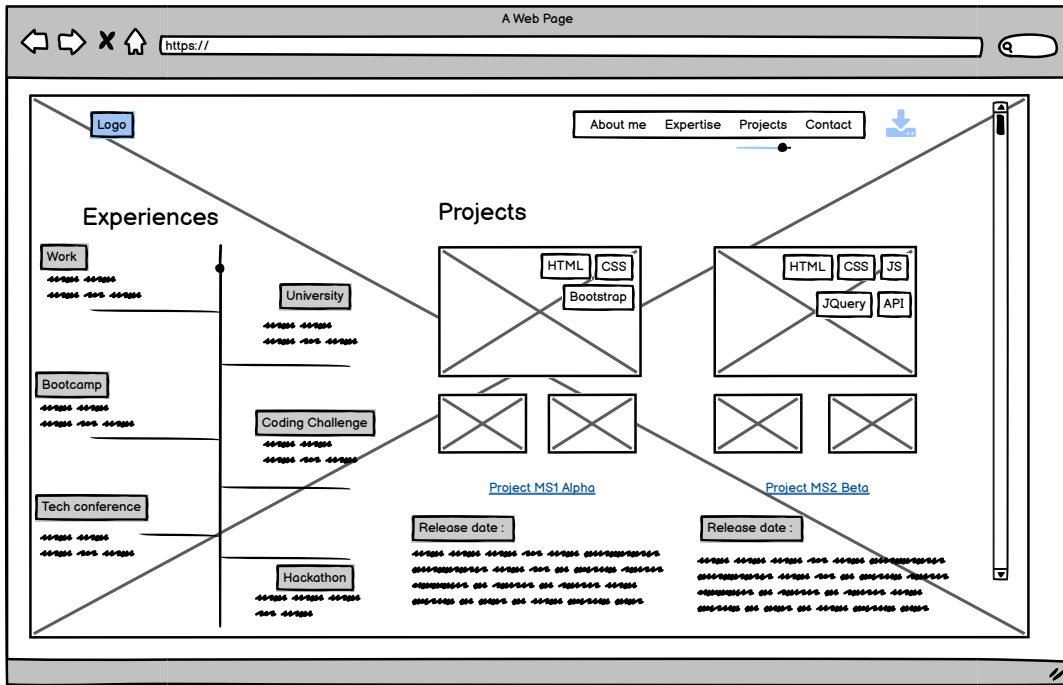 A Web Page
https://
Logo
About me Expertise Projects Contact
Experiences
Work
University
Bootcamp
Coding Challenge
Tech conference
Hackathon
Projects
HTML CSS
Bootstrap
Project MS1 Alpha
Release date :
HTML CSS JS
JQuery API
Project MS2 Beta
Release date :